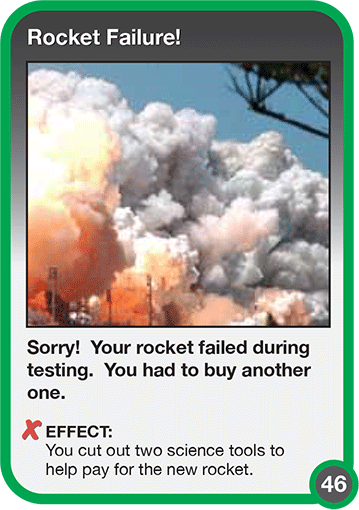 Rocket Failure!
Sorry!  Your rocket failed during
testing.  You had to buy another
one.
✗ EFFECT:
You cut out two science tools to
help pay for the new rocket.
46